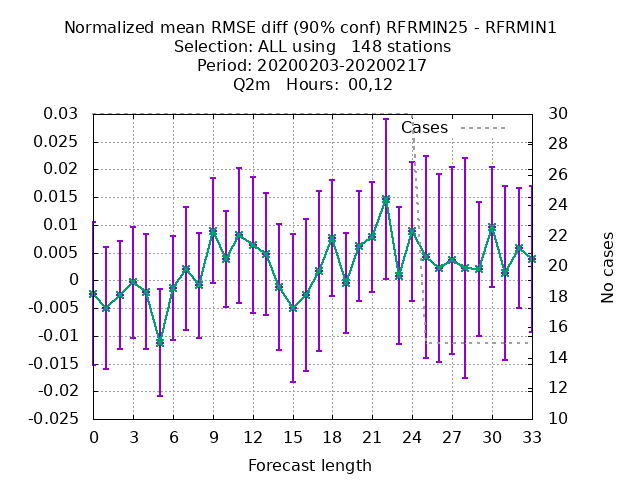 Normalized mean RMSE diff (90% conf) RFRMIN25 - RFRMIN1
Selection: ALL using   148 stations
Period: 20200203-20200217
Q2m   Hours:  00,12
Cases
0.03
0.025
0.02
0.015
0.01
0.005
0
-0.005
-0.01
-0.015
-0.02
-0.025
30
28
26
24
22
20
18
16
14
12
10
No cases
0 3 6 9 12 15 18 21 24 27 30 33
Forecast length